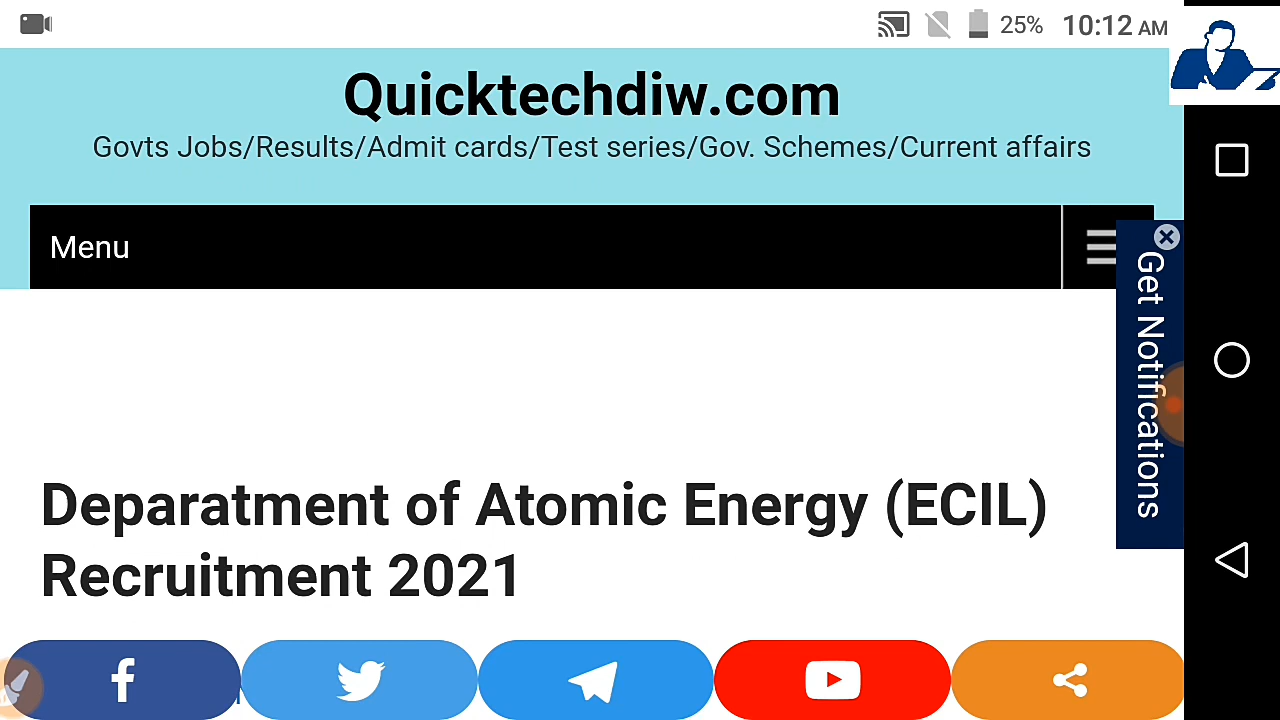 25% 10:12 AM
Quicktechdiw.com
Govts Jobs/Results/Admit cards/Test series/Gov. Schemes/Current affairs
Menu
Get Notifications
Deparatment of Atomic Energy (ECIL)
Recruitment 2021